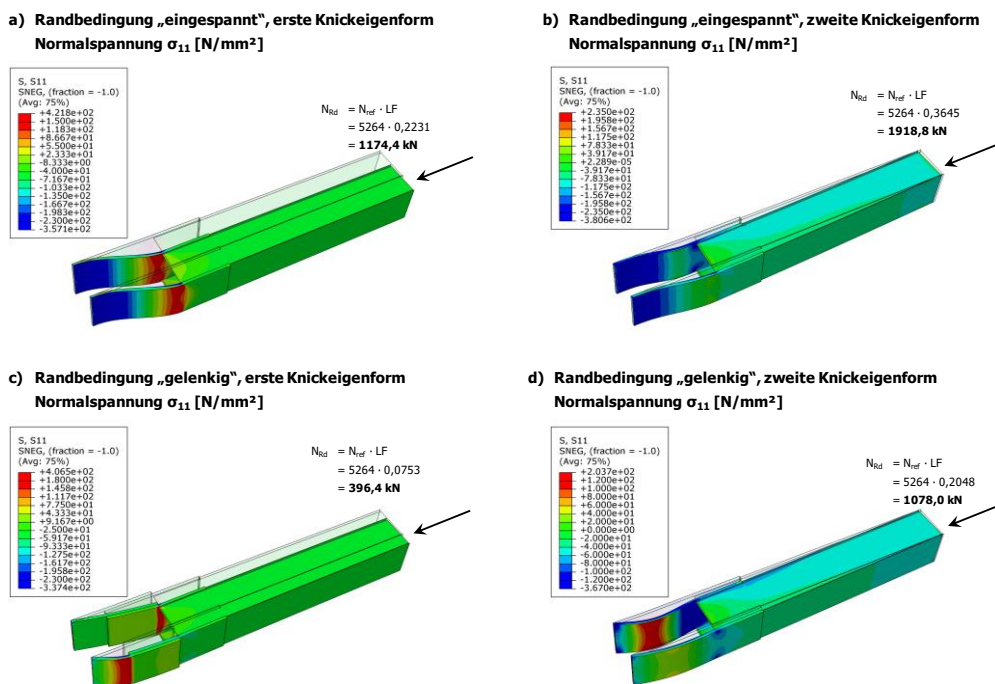 a) Randbedingung „eingespannt“, erste Knickeigenform
Normalspannung σ₁₁ [N/mm²]
S, S11
SNEG, (fraction = -1.0)
(Avg: 75%)
+4.218e+02
+1.500e+02
+1.183e+02
+8.667e+01
+5.500e+01
+2.333e+01
-8.333e+00
-4.000e+01
-7.167e+01
-1.033e+02
-1.350e+02
-1.667e+02
-1.983e+02
-2.300e+02
-3.571e+02
N_Rd = N_ref · LF
= 5264 · 0,2231
= 1174,4 kN
b) Randbedingung „eingespannt“, zweite Knickeigenform
Normalspannung σ₁₁ [N/mm²]
S, S11
SNEG, (fraction = -1.0)
(Avg: 75%)
+2.350e+02
+1.958e+02
+1.567e+02
+1.175e+02
+7.833e+01
+3.917e+01
+2.289e-05
-3.917e+01
-7.833e+01
-1.175e+02
-1.567e+02
-1.958e+02
-2.350e+02
-3.806e+02
N_Rd = N_ref · LF
= 5264 · 0,3645
= 1918,8 kN
c) Randbedingung „gelenkig“, erste Knickeigenform
Normalspannung σ₁₁ [N/mm²]
S, S11
SNEG, (fraction = -1.0)
(Avg: 75%)
+4.065e+02
+1.800e+02
+1.458e+02
+1.117e+02
+7.750e+01
+4.333e+01
+9.167e+00
-2.500e+01
-5.917e+01
-9.333e+01
-1.275e+02
-1.617e+02
-1.958e+02
-2.300e+02
-3.374e+02
N_Rd = N_ref · LF
= 5264 · 0,0753
= 396,4 kN
d) Randbedingung „gelenkig“, zweite Knickeigenform
Normalspannung σ₁₁ [N/mm²]
S, S11
SNEG, (fraction = -1.0)
(Avg: 75%)
+2.037e+02
+1.200e+02
+1.000e+02
+8.000e+01
+6.000e+01
+4.000e+01
+2.000e+01
+0.000e+00
-2.000e+01
-4.000e+01
-6.000e+01
-8.000e+01
-1.000e+02
-1.200e+02
-3.670e+02
N_Rd = N_ref · LF
= 5264 · 0,2048
= 1078,0 kN